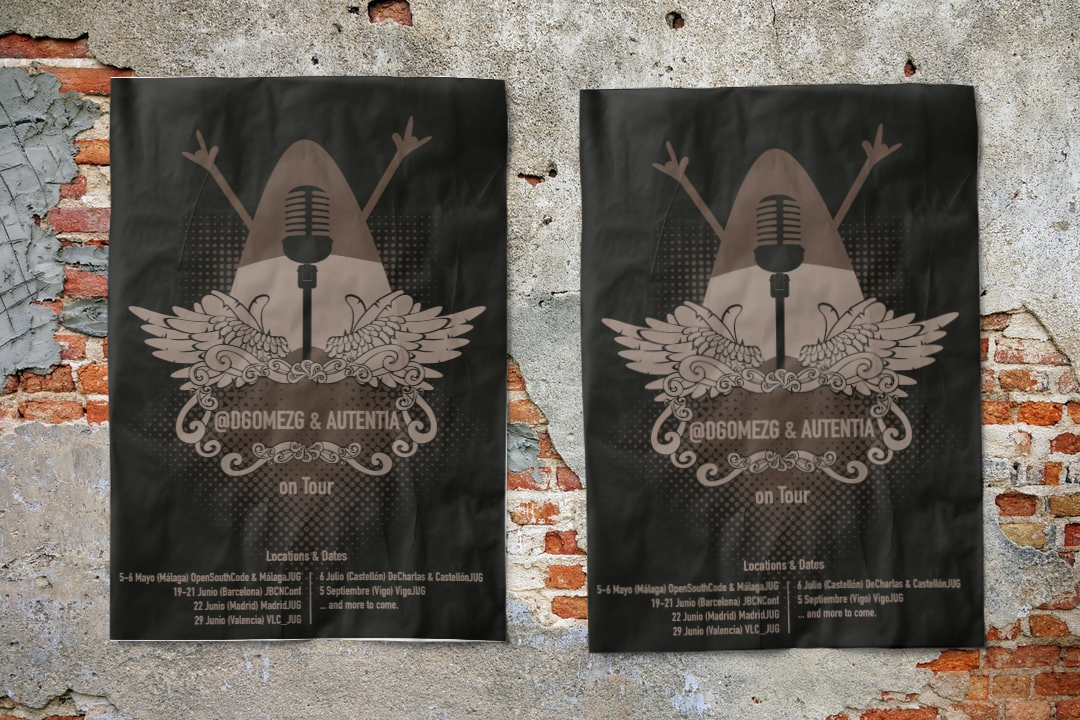 @DGOMEZG & AUTENTIA
on Tour
Locations & Dates
5-6 Mayo (Málaga) OpenSouthCode & MálagaJUG
19-21 Junio (Barcelona) JBCNConf
22 Junio (Madrid) MadridJUG
29 Junio (Valencia) VLC_JUG
6 Julio (Castellón) DeCharlas & CastellónJUG
5 Septiembre (Vigo) VigoJUG
... and more to come.
@DGOMEZG & AUTENTIA
on Tour
Locations & Dates
5-6 Mayo (Málaga) OpenSouthCode & MálagaJUG
19-21 Junio (Barcelona) JBCNConf
22 Junio (Madrid) MadridJUG
29 Junio (Valencia) VLC_JUG
6 Julio (Castellón) DeCharlas & CastellónJUG
5 Septiembre (Vigo) VigoJUG
... and more to come.